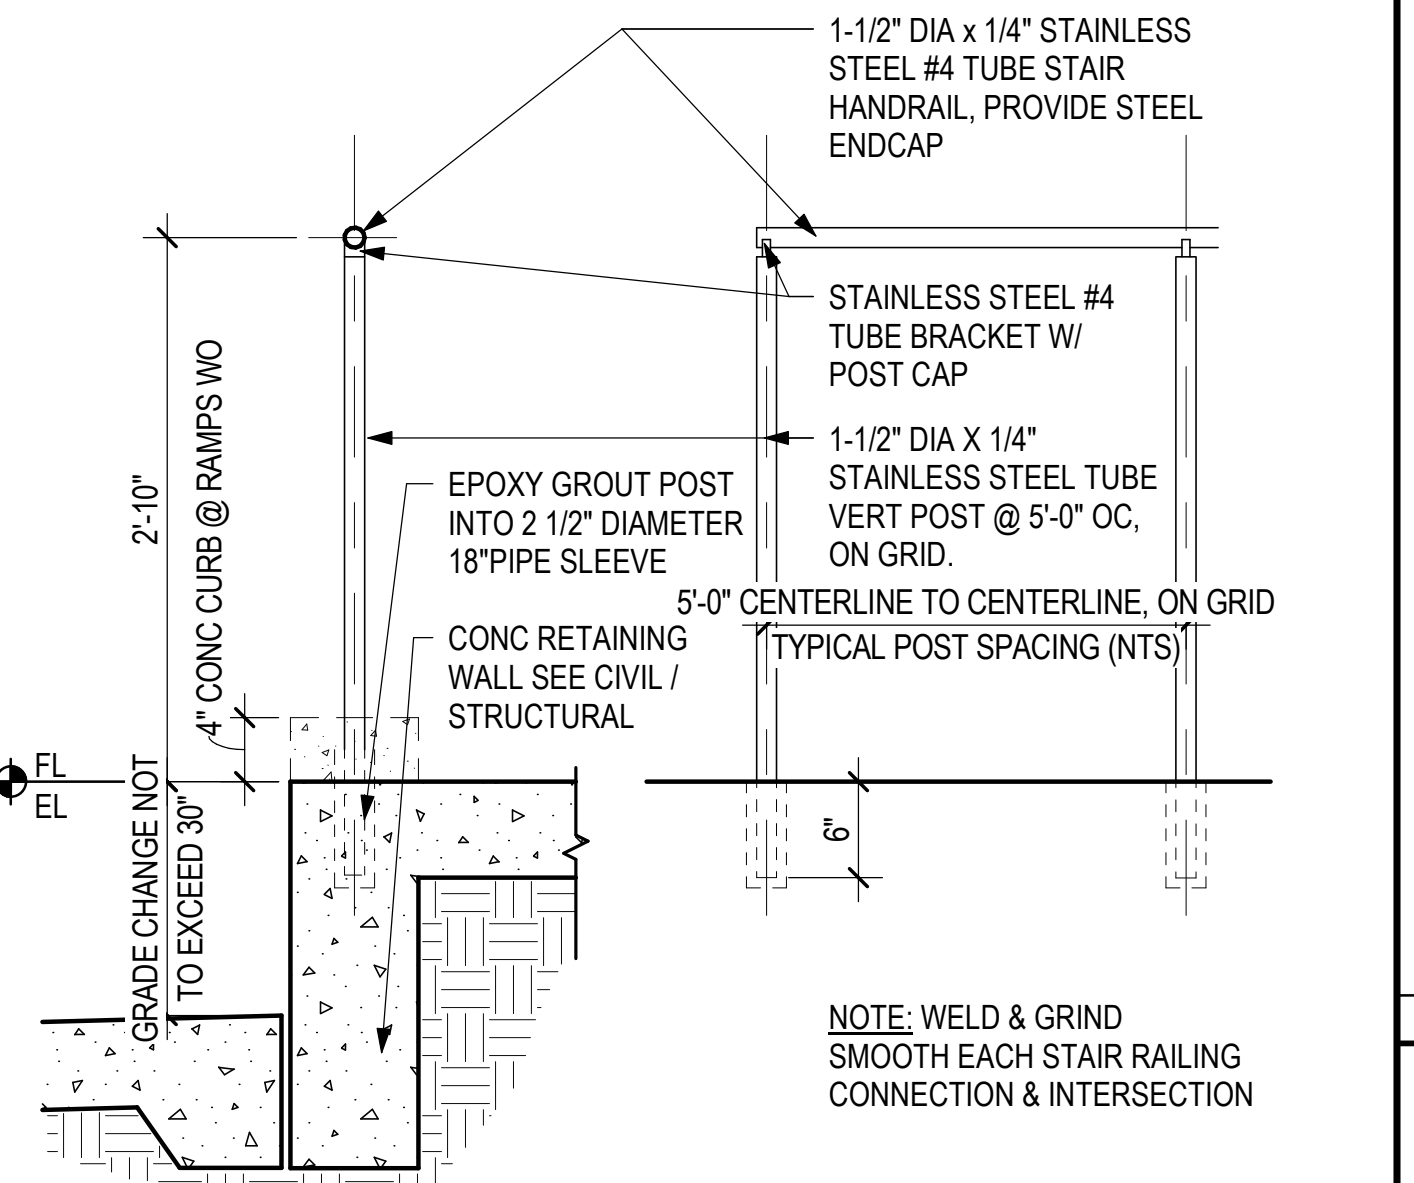 1-1/2" DIA x 1/4" STAINLESS
STEEL #4 TUBE STAIR
HANDRAIL, PROVIDE STEEL
ENDCAP
STAINLESS STEEL #4
TUBE BRACKET W/
POST CAP
1-1/2" DIA X 1/4"
STAINLESS STEEL TUBE
VERT POST @ 5'-0" OC,
ON GRID.
EPOXY GROUT POST
INTO 2 1/2" DIAMETER
18"PIPE SLEEVE
5'-0" CENTERLINE TO CENTERLINE, ON GRID
TYPICAL POST SPACING (NTS)
CONC RETAINING
WALL SEE CIVIL /
STRUCTURAL
2'-10"
4" CONC CURB @ RAMPS WO
FL
EL
GRADE CHANGE NOT
TO EXCEED 30"
6"
NOTE: WELD & GRIND
SMOOTH EACH STAIR RAILING
CONNECTION & INTERSECTION